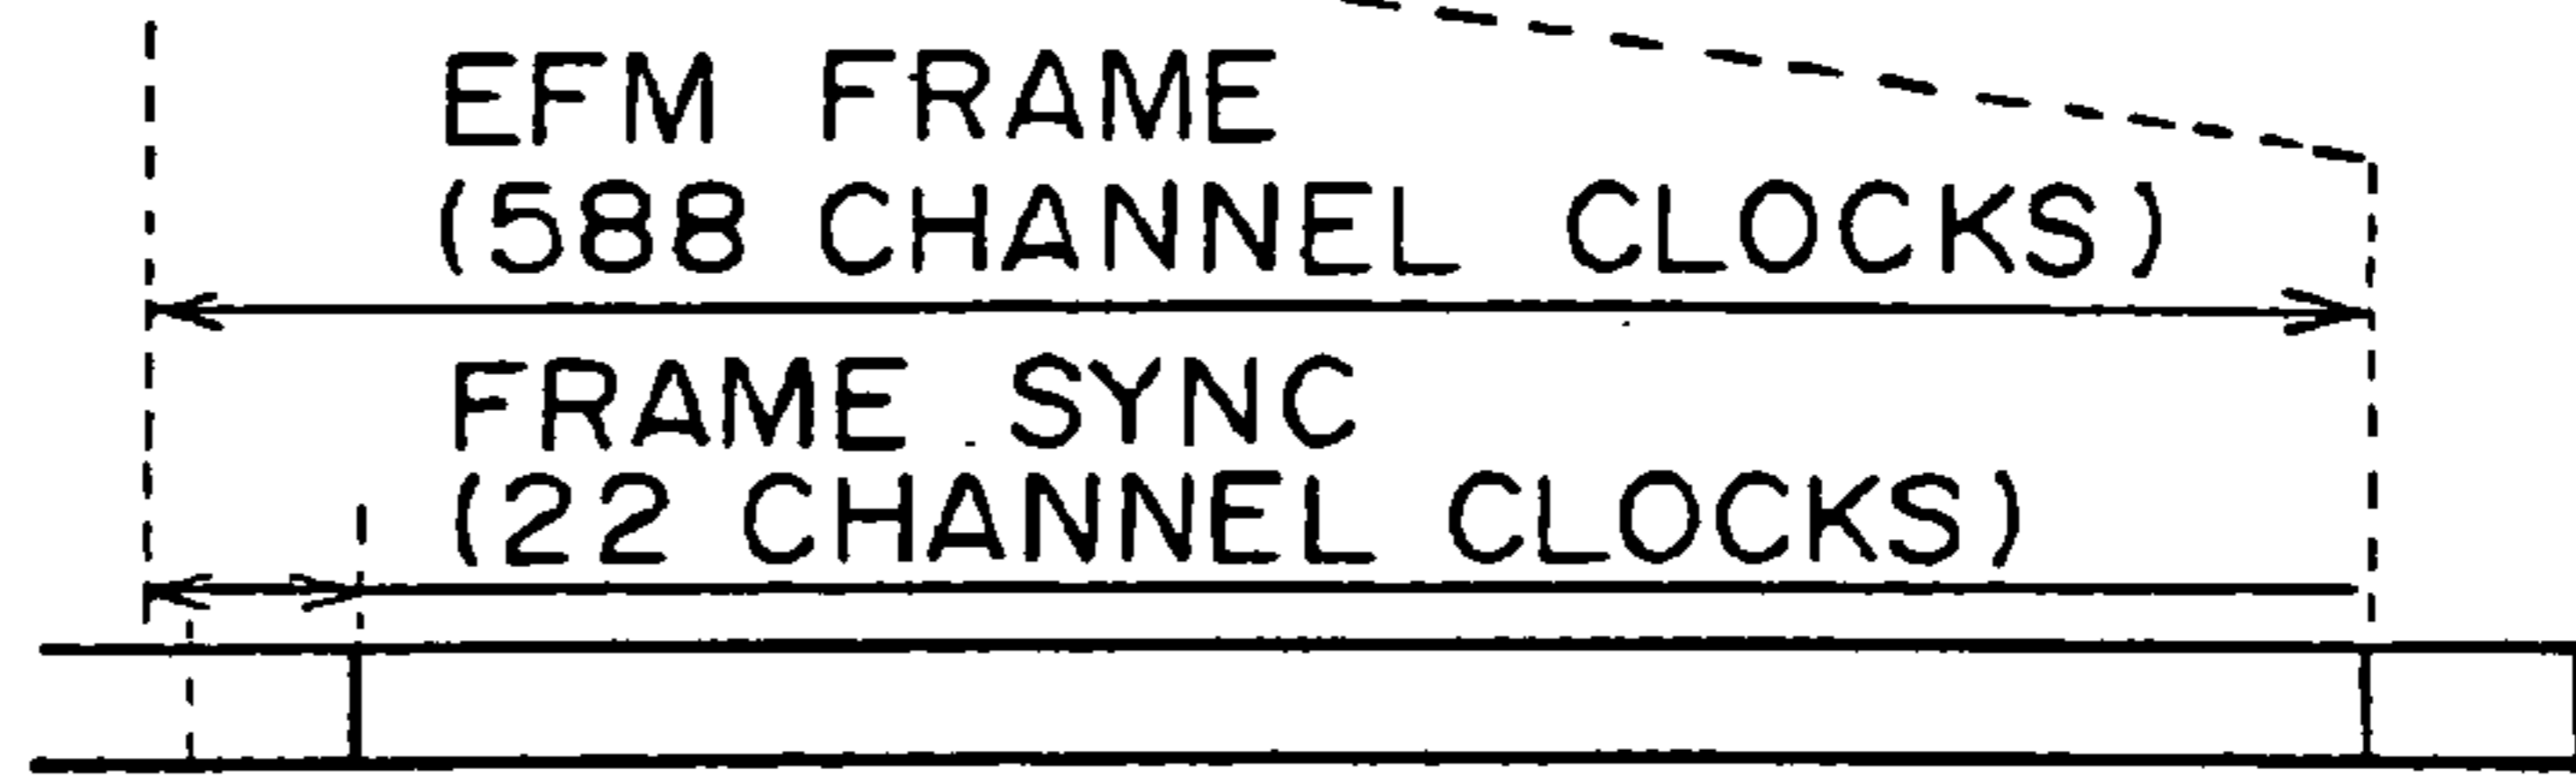 EFM FRAME
(588 CHANNEL CLOCKS)
FRAME SYNC
(22 CHANNEL CLOCKS)